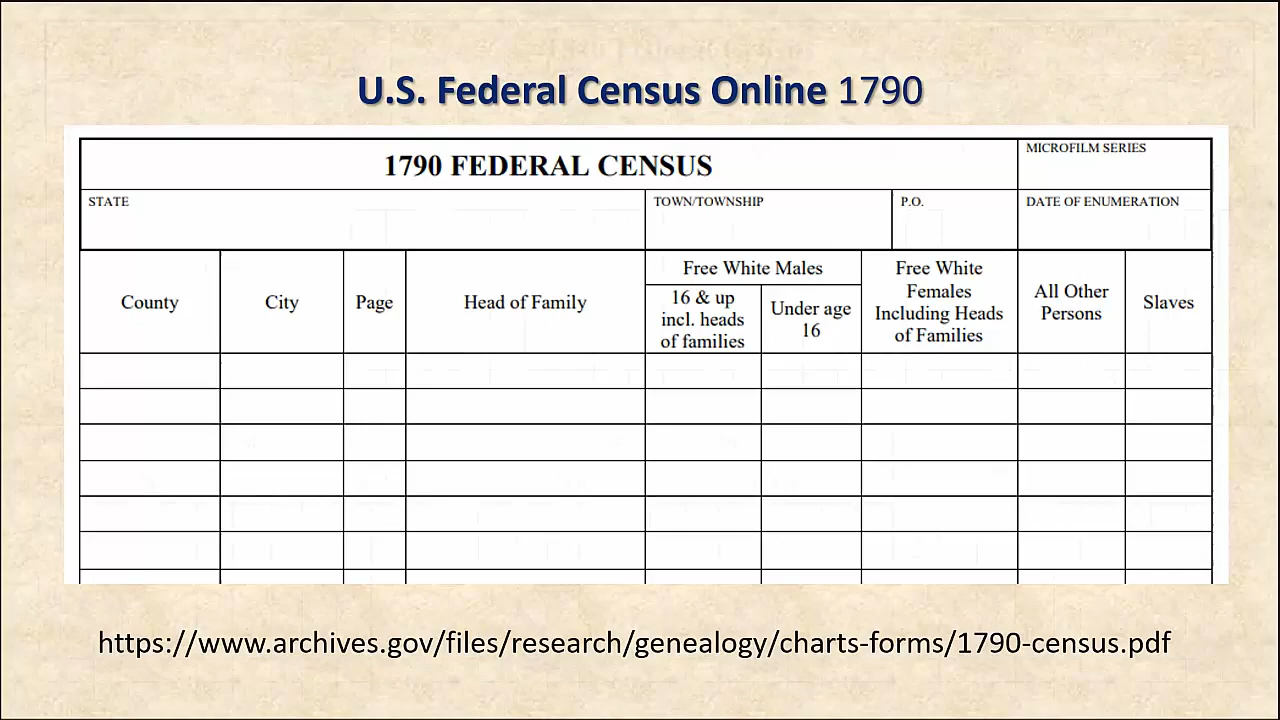 U.S. Federal Census Online 1790
1790 FEDERAL CENSUS
MICROFILM SERIES
STATE
TOWN/TOWNSHIP
P.O.
DATE OF ENUMERATION
County
City
Page
Head of Family
Free White Males
16 & up
incl. heads
of families
Under age
16
Free White
Females
Including Heads
of Families
All Other
Persons
Slaves
https://www.archives.gov/files/research/genealogy/charts-forms/1790-census.pdf